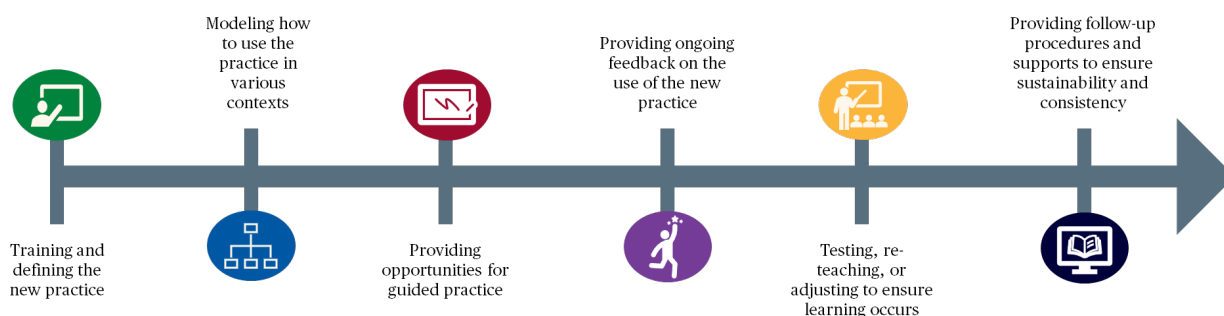 Training and
defining the
new practice
Modeling how
to use the
practice in
various
contexts
Providing
opportunities for
guided practice
Providing ongoing
feedback on the
use of the new
practice
Testing, re-
teaching, or
adjusting to ensure
learning occurs
Providing follow-up
procedures and
supports to ensure
sustainability and
consistency